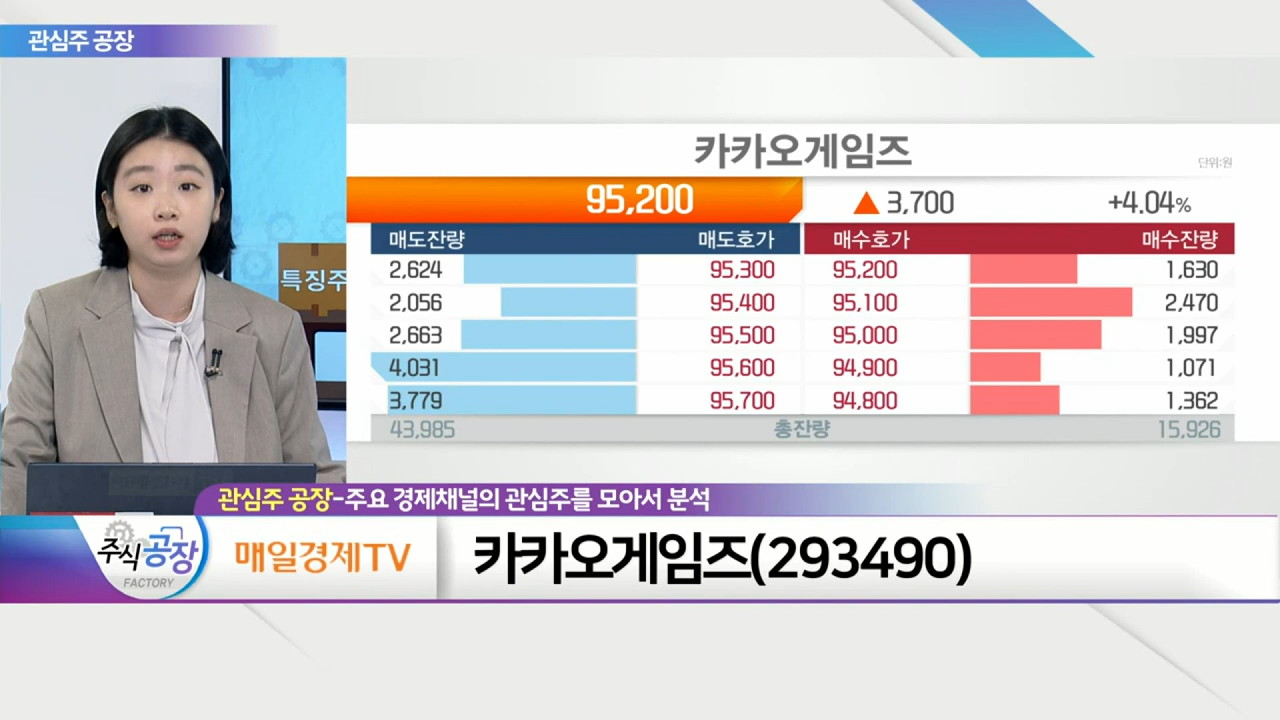 관심주 공장
특징주
카카오게임즈
단위:원
95,200 ▲ 3,700 +4.04%
매도잔량 매도호가 매수호가 매수잔량
2,624 95,300 95,200 1,630
2,056 95,400 95,100 2,470
2,663 95,500 95,000 1,997
4,031 95,600 94,900 1,071
3,779 95,700 94,800 1,362
43,985 총잔량 15,926
관심주 공장-주요 경제채널의 관심주를 모아서 분석
주식공장
FACTORY
매일경제TV
카카오게임즈(293490)